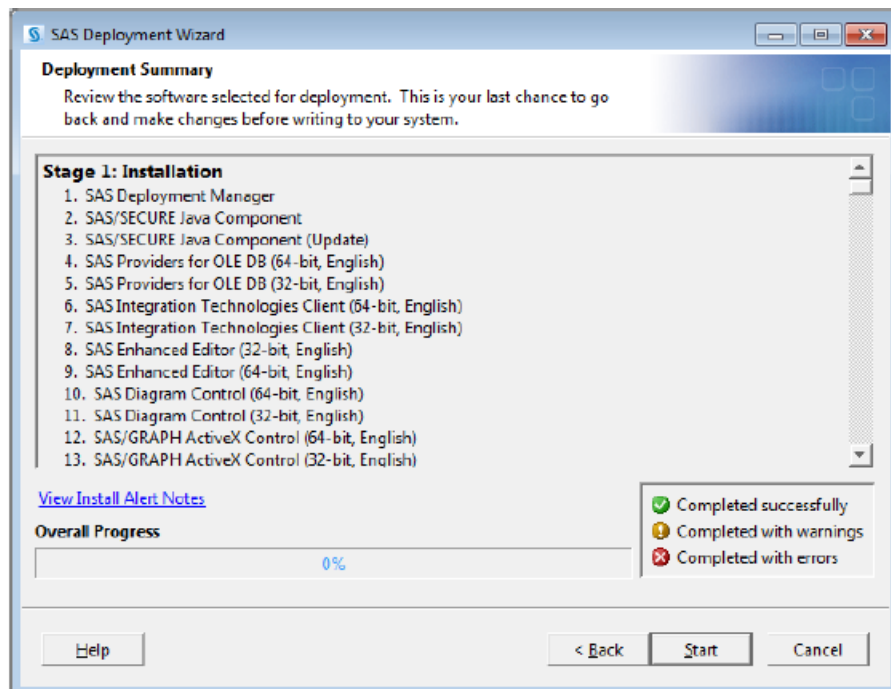 SAS Deployment Wizard
Deployment Summary
Review the software selected for deployment. This is your last chance to go
back and make changes before writing to your system.
Stage 1: Installation
1. SAS Deployment Manager
2. SAS/SECURE Java Component
3. SAS/SECURE Java Component (Update)
4. SAS Providers for OLE DB (64-bit, English)
5. SAS Providers for OLE DB (32-bit, English)
6. SAS Integration Technologies Client (64-bit, English)
7. SAS Integration Technologies Client (32-bit, English)
8. SAS Enhanced Editor (32-bit, English)
9. SAS Enhanced Editor (64-bit, English)
10. SAS Diagram Control (64-bit, English)
11. SAS Diagram Control (32-bit, English)
12. SAS/GRAPH ActiveX Control (64-bit, English)
13. SAS/GRAPH ActiveX Control (32-bit, English)
View Install Alert Notes
Overall Progress
0%
Completed successfully
Completed with warnings
Completed with errors
Help
< Back
Start
Cancel